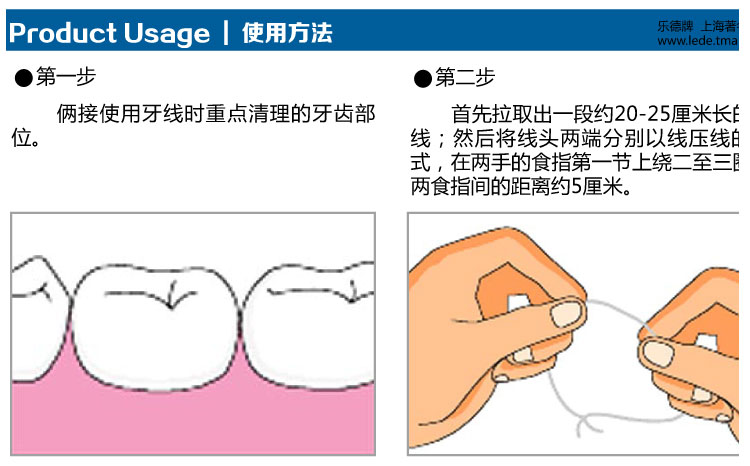 Product Usage | 使用方法
乐德牌 上海著
www.lede.tma
●第一步
俩接使用牙线时重点清理的牙齿部
位。
●第二步
首先拉取出一段约20-25厘米长的
线；然后将线头两端分别以线压线的
式，在两手的食指第一节上绕二至三圈
两食指间的距离约5厘米。